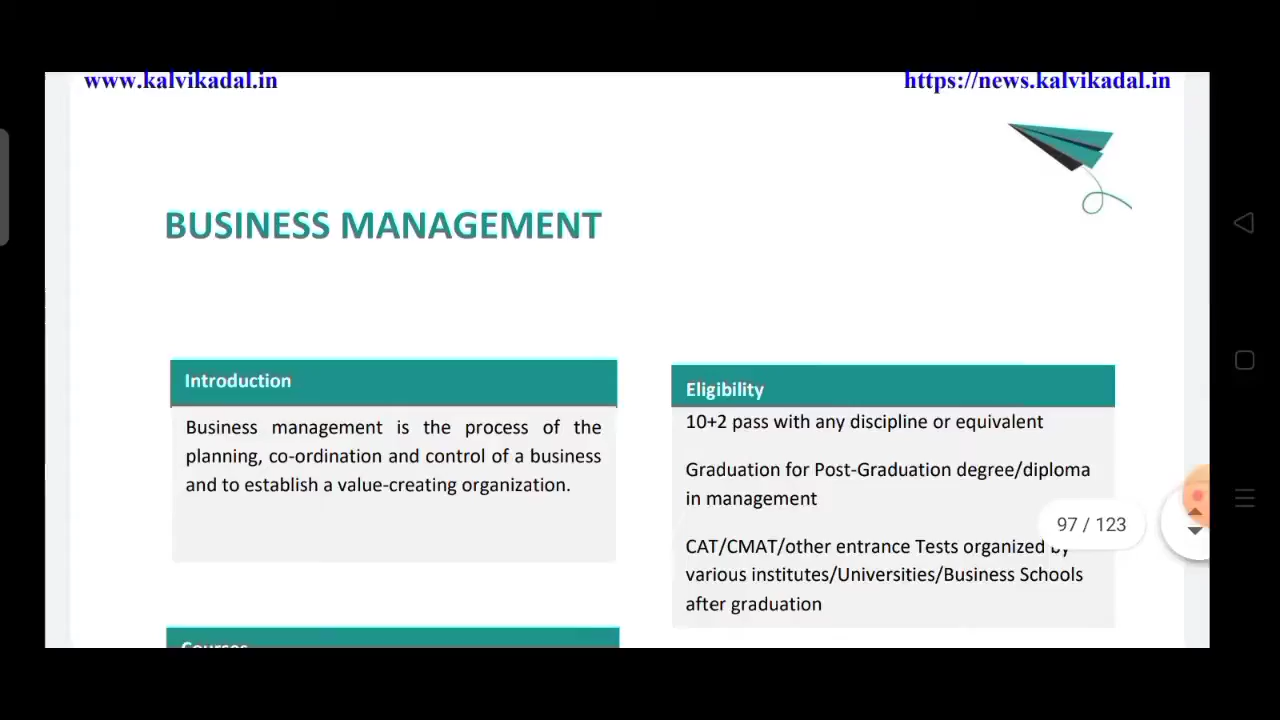 www.kalvikadal.in
https://news.kalvikadal.in
BUSINESS MANAGEMENT
Introduction
Business management is the process of the
planning, co-ordination and control of a business
and to establish a value-creating organization.
Eligibility
10+2 pass with any discipline or equivalent
Graduation for Post-Graduation degree/diploma
in management
CAT/CMAT/other entrance Tests organized by
various institutes/Universities/Business Schools
after graduation
97 / 123
Courses